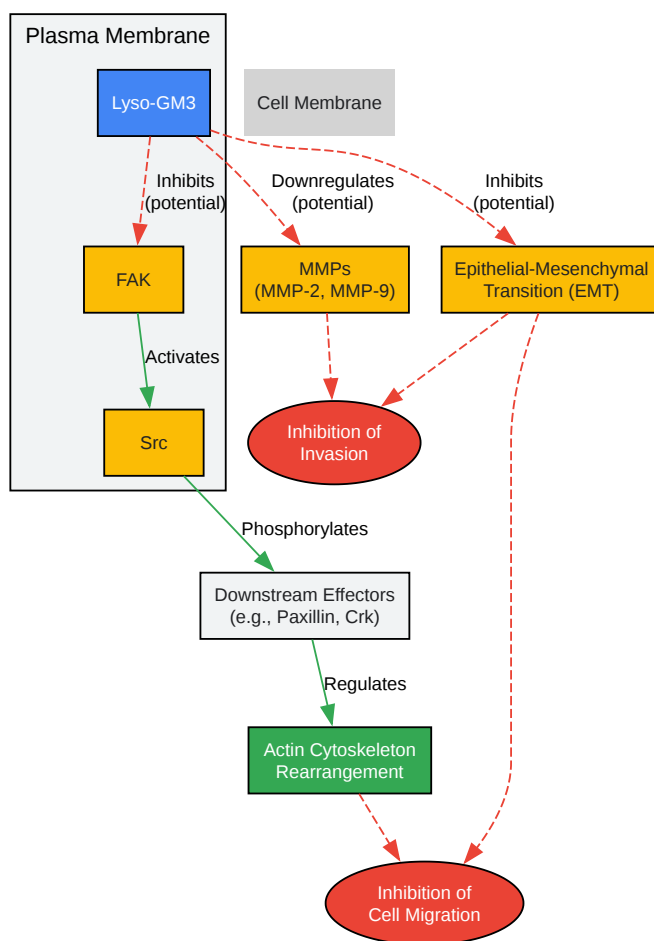 Plasma Membrane
Lyso-GM3
Cell Membrane
Inhibits
(potential)
Downregulates
(potential)
Inhibits
(potential)
FAK
MMPs
(MMP-2, MMP-9)
Epithelial-Mesenchymal
Transition (EMT)
Activates
Src
Inhibition of
Invasion
Phosphorylates
Downstream Effectors
(e.g., Paxillin, Crk)
Regulates
Actin Cytoskeleton
Rearrangement
Inhibition of
Cell Migration